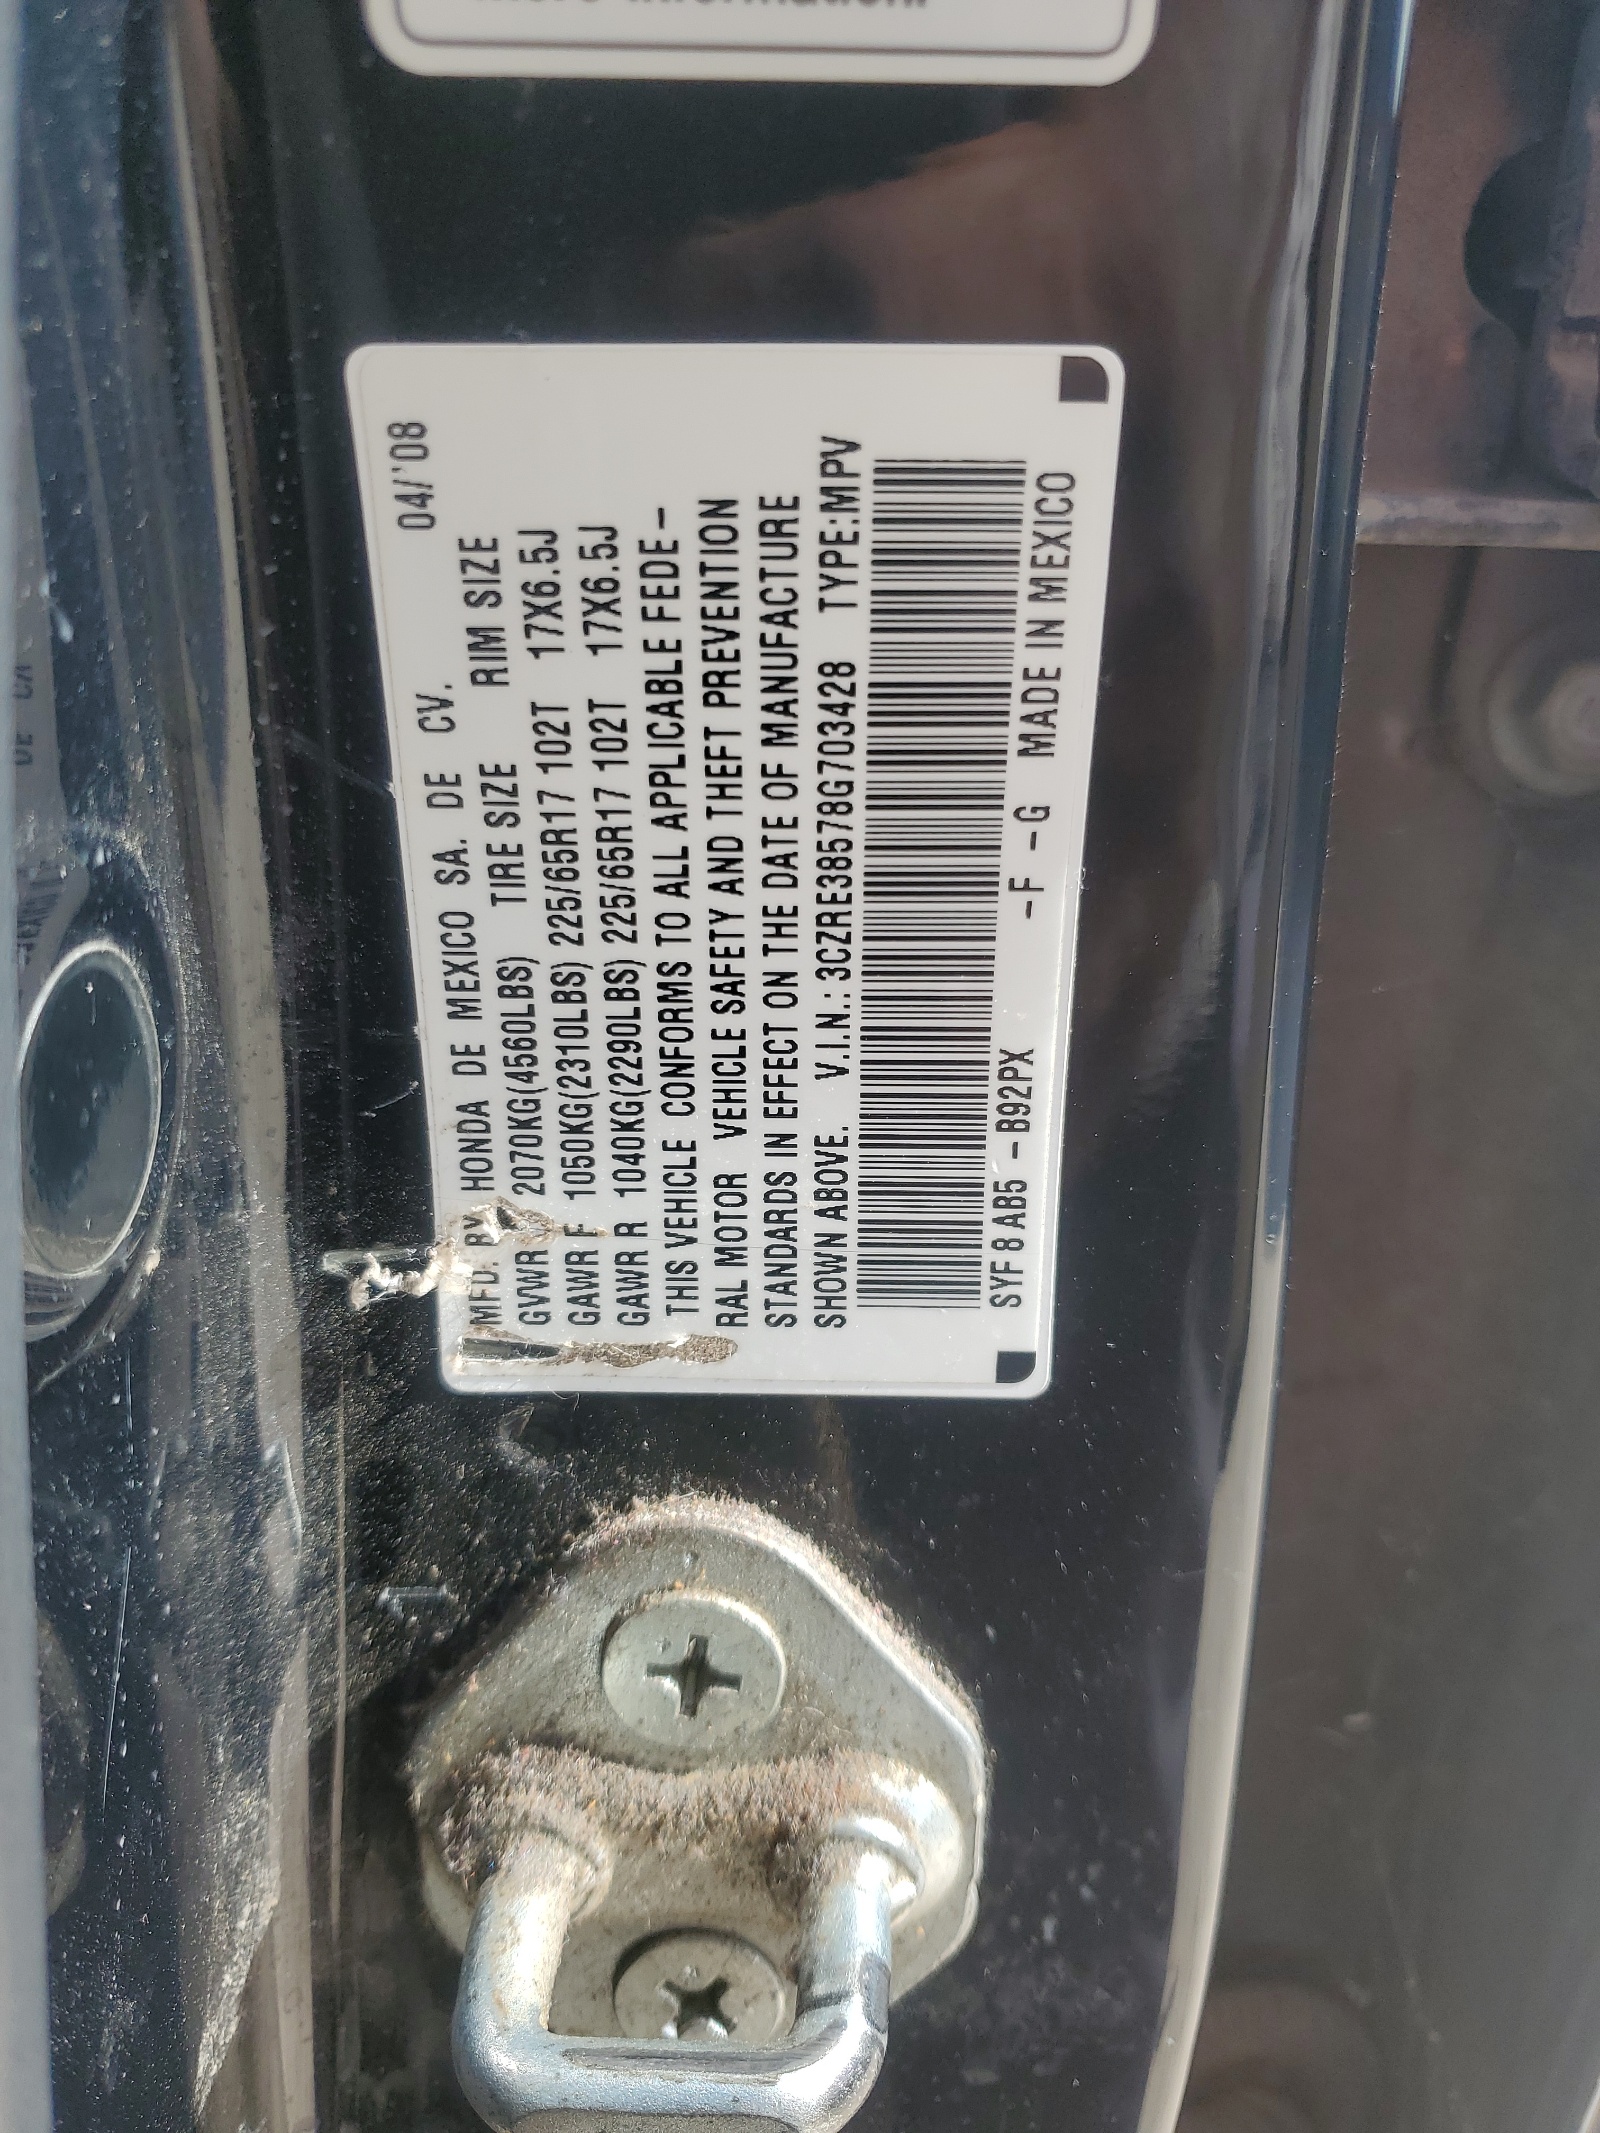 more information.
04/'08
MFD. BY HONDA DE MEXICO SA. DE CV.
GVWR 2070KG(4560LBS) TIRE SIZE RIM SIZE
GAWR F 1050KG(2310LBS) 225/65R17 102T 17X6.5J
GAWR R 1040KG(2290LBS) 225/65R17 102T 17X6.5J
THIS VEHICLE CONFORMS TO ALL APPLICABLE FEDE-
RAL MOTOR VEHICLE SAFETY AND THEFT PREVENTION
STANDARDS IN EFFECT ON THE DATE OF MANUFACTURE
SHOWN ABOVE. V.I.N.: 3CZRE38578G703428 TYPE:MPV
SYF8AB5-B92PX -F -G MADE IN MEXICO